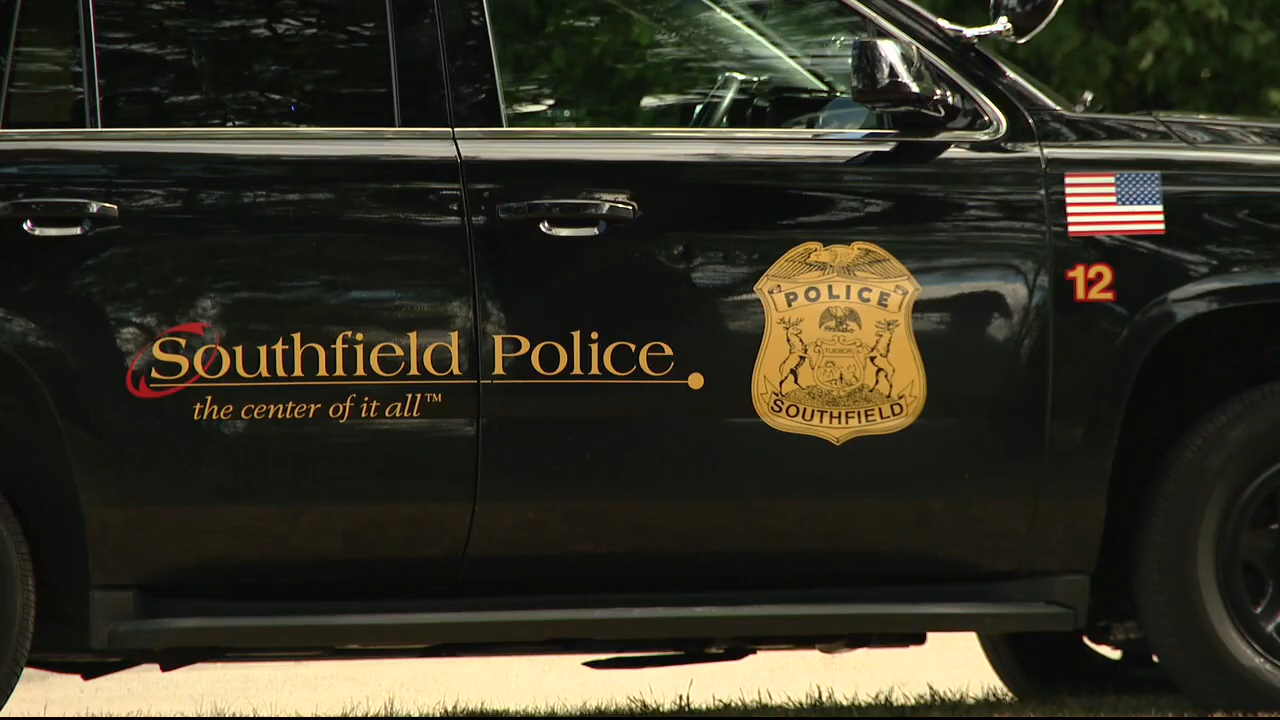 Southfield Police
the center of it all™
POLICE
TUEBOR
SOUTHFIELD
12